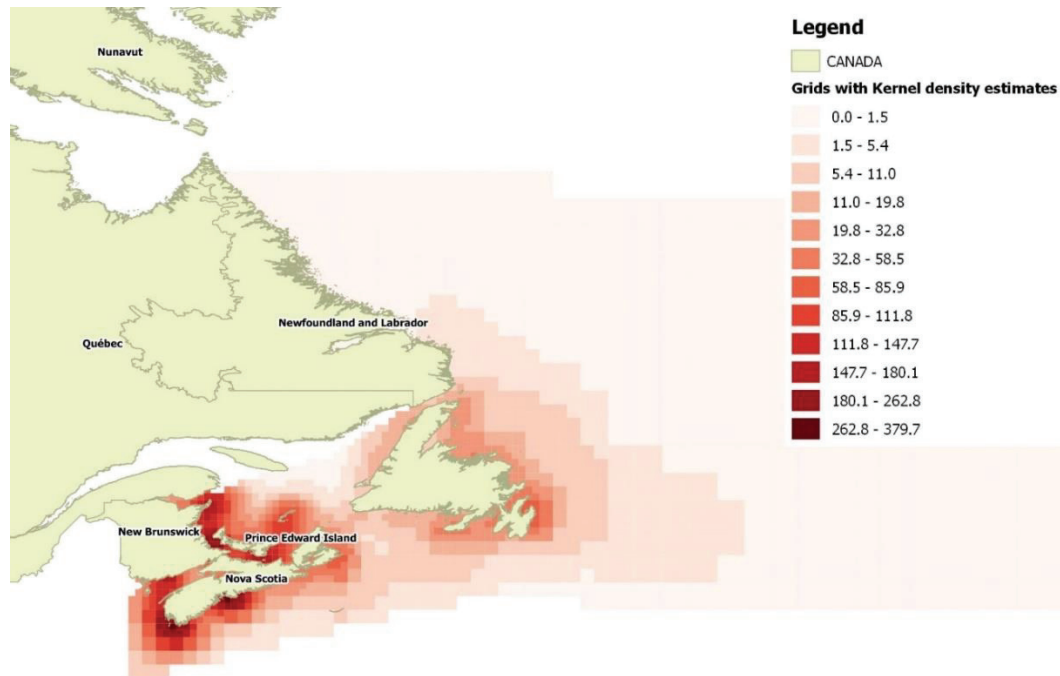 Legend
Nunavut
CANADA
Grids with Kernel density estimates
0.0 - 1.5
1.5 - 5.4
5.4 - 11.0
11.0 - 19.8
19.8 - 32.8
32.8 - 58.5
58.5 - 85.9
85.9 - 111.8
111.8 - 147.7
147.7 - 180.1
180.1 - 262.8
262.8 - 379.7
Newfoundland and Labrador
Québec
New Brunswick
Prince Edward Island
Nova Scotia